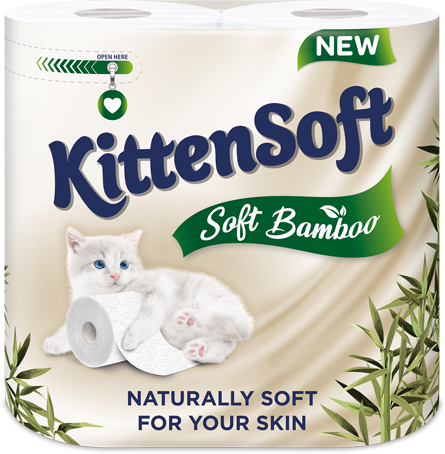 NEW
OPEN HERE
KittenSoft
Soft Bamboo
NATURALLY SOFT
FOR YOUR SKIN